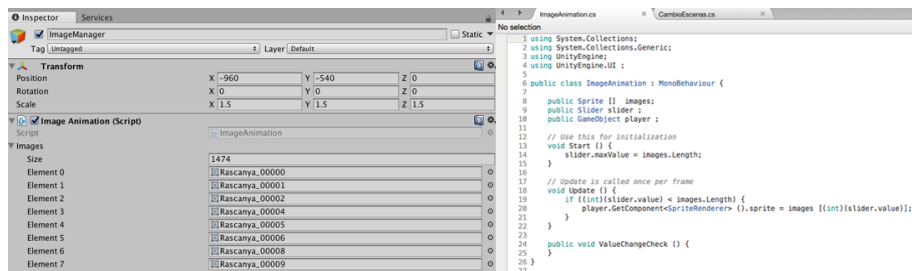 Inspector
Services
ImageManager
Static
Tag Untagged
Layer Default
Transform
Position X -960 Y -540 Z 0
Rotation X 0 Y 0 Z 0
Scale X 1.5 Y 1.5 Z 1.5
Image Animation (Script)
Script ImageAnimation
Images
Size 1474
Element 0 Rascanya_00000
Element 1 Rascanya_00001
Element 2 Rascanya_00002
Element 3 Rascanya_00004
Element 4 Rascanya_00005
Element 5 Rascanya_00006
Element 6 Rascanya_00008
Element 7 Rascanya_00009
ImageAnimation.cs
CambioEscenas.cs
No selection
1 using System.Collections;
2 using System.Collections.Generic;
3 using UnityEngine;
4 using UnityEngine.UI ;
5
6 public class ImageAnimation : MonoBehaviour {
7
8 public Sprite [] images;
9 public Slider slider ;
10 public GameObject player ;
11
12 // Use this for initialization
13 void Start () {
14 slider.maxValue = images.Length;
15 }
16
17 // Update is called once per frame
18 void Update () {
19 if ((int)(slider.value) < images.Length) {
20 player.GetComponent<SpriteRenderer> ().sprite = images [(int)(slider.value)];
21 }
22 }
23
24 public void ValueChangeCheck () {
25 }
26 }
27